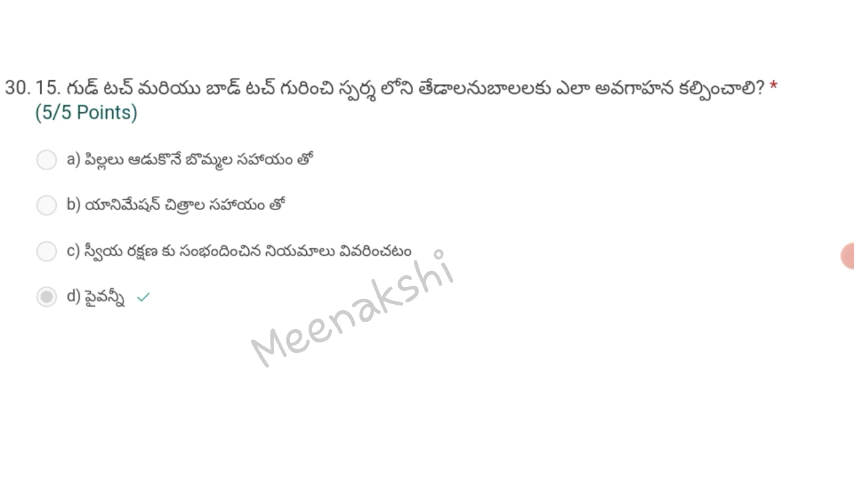 30. 15. గుడ్ టచ్ మరియు బాడ్ టచ్ గురించి స్పర్శ లోని తేడాలనుబాలలకు ఎలా అవగాహన కల్పించాలి? *
(5/5 Points)
a) పిల్లలు ఆడుకొనే బొమ్మల సహాయం తో
b) యానిమేషన్ చిత్రాల సహాయం తో
c) స్వీయ రక్షణ కు సంభందించిన నియమాలు వివరించటం
d) పైవన్నీ
Meenakshi